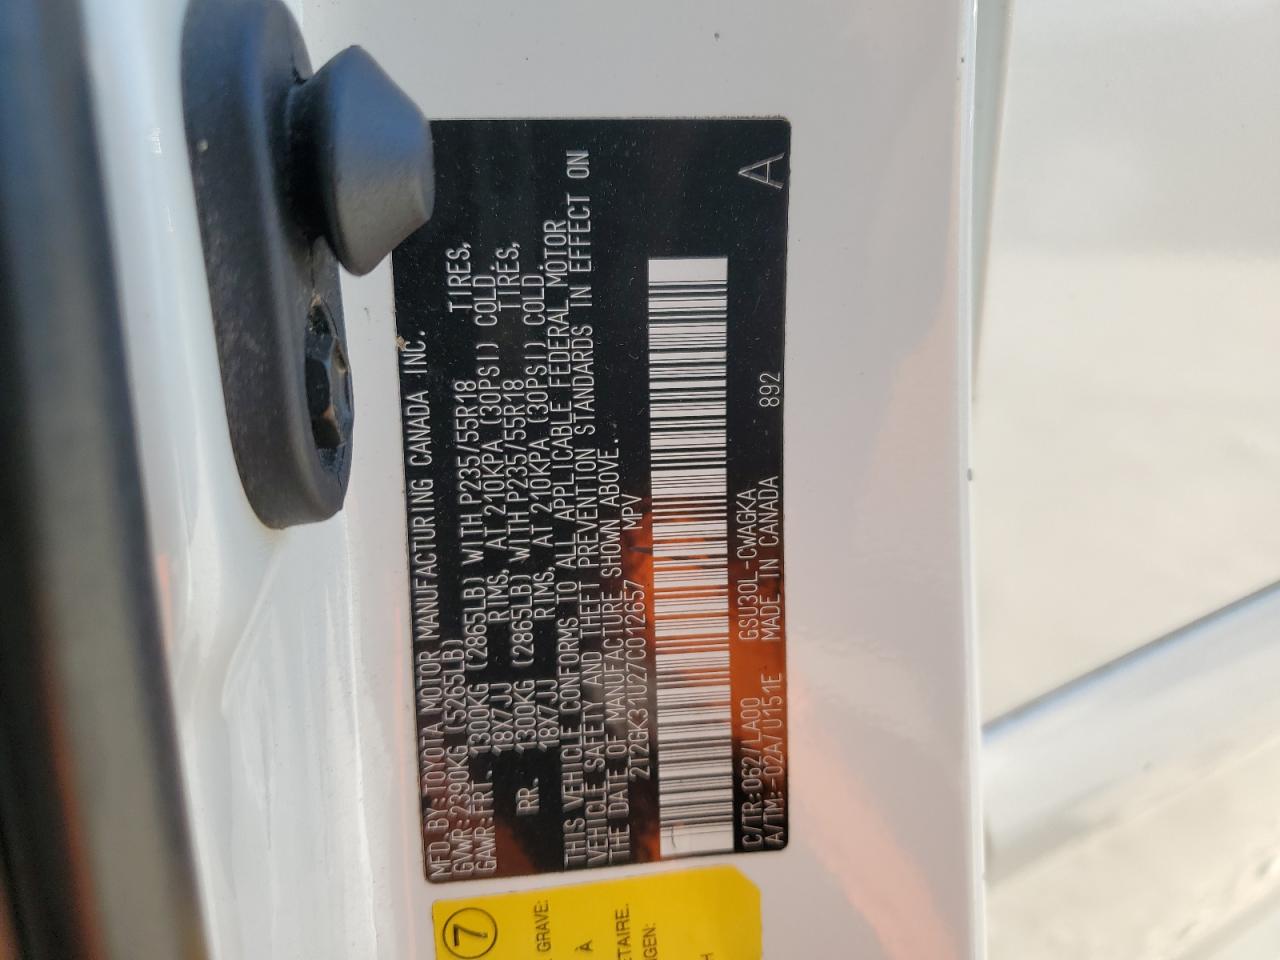 MFD.BY:TOYOTA MOTOR MANUFACTURING CANADA INC.
GVWR:2390KG (5265LB)
GAWR:FRT. 1300KG (2865LB) WITH P235/55R18 TIRES,
18X7JJ RIMS, AT 210KPA (30PSI) COLD.
RR. 1300KG (2865LB) WITH P235/55R18 TIRES,
18X7JJ RIMS, AT 210KPA (30PSI) COLD.
THIS VEHICLE CONFORMS TO ALL APPLICABLE FEDERAL MOTOR
VEHICLE SAFETY AND THEFT PREVENTION STANDARDS IN EFFECT ON
THE DATE OF MANUFACTURE SHOWN ABOVE.
2T2GK31U27C012657 MPV
C/TR:062/LA00 GSU30L-CWAGKA
A/TM:-02A/U151E MADE IN CANADA 892
A
7
GRAVE:
À